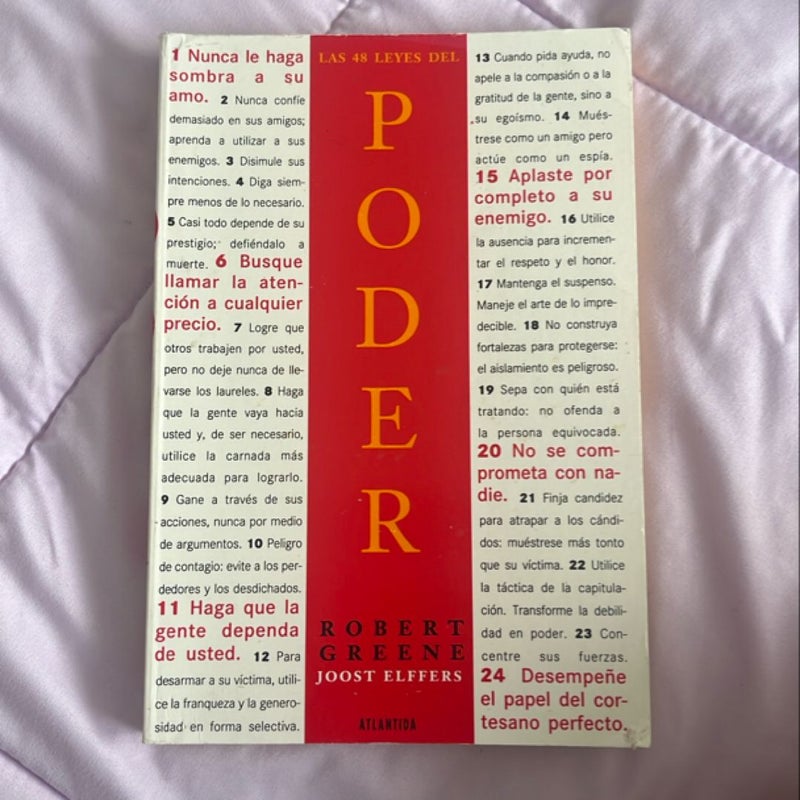 1 Nunca le haga
sombra a su
amo. 2 Nunca confíe
demasiado en sus amigos;
aprenda a utilizar a sus
enemigos. 3 Disimule sus
intenciones. 4 Diga siem-
pre menos de lo necesario.
5 Casi todo depende de su
prestigio; defiéndalo a
muerte. 6 Busque
llamar la aten-
ción a cualquier
precio. 7 Logre que
otros trabajen por usted,
pero no deje nunca de lle-
varse los laureles. 8 Haga
que la gente vaya hacia
usted y, de ser necesario,
utilice la carnada más
adecuada para lograrlo.
9 Gane a través de sus
acciones, nunca por medio
de argumentos. 10 Peligro
de contagio: evite a los per-
dedores y los desdichados.
11 Haga que la
gente dependa
de usted. 12 Para
desarmar a su víctima, utili-
ce la franqueza y la genero-
sidad en forma selectiva.
LAS 48 LEYES DEL
P
O
D
E
R
ROBERT
GREENE
JOOST ELFFERS
ATLANTIDA
13 Cuando pida ayuda, no
apele a la compasión o a la
gratitud de la gente, sino a
su egoísmo. 14 Mués-
trese como un amigo pero
actúe como un espía.
15 Aplaste por
completo a su
enemigo. 16 Utilice
la ausencia para incremen-
tar el respeto y el honor.
17 Mantenga el suspenso.
Maneje el arte de lo impre-
decible. 18 No construya
fortalezas para protegerse:
el aislamiento es peligroso.
19 Sepa con quién está
tratando: no ofenda a
la persona equivocada.
20 No se com-
prometa con na-
die. 21 Finja candidez
para atrapar a los cándi-
dos: muéstrese más tonto
que su víctima. 22 Utilice
la táctica de la capitula-
ción. Transforme la debili-
dad en poder. 23 Con-
centre sus fuerzas.
24 Desempeñe
el papel del cor-
tesano perfecto.